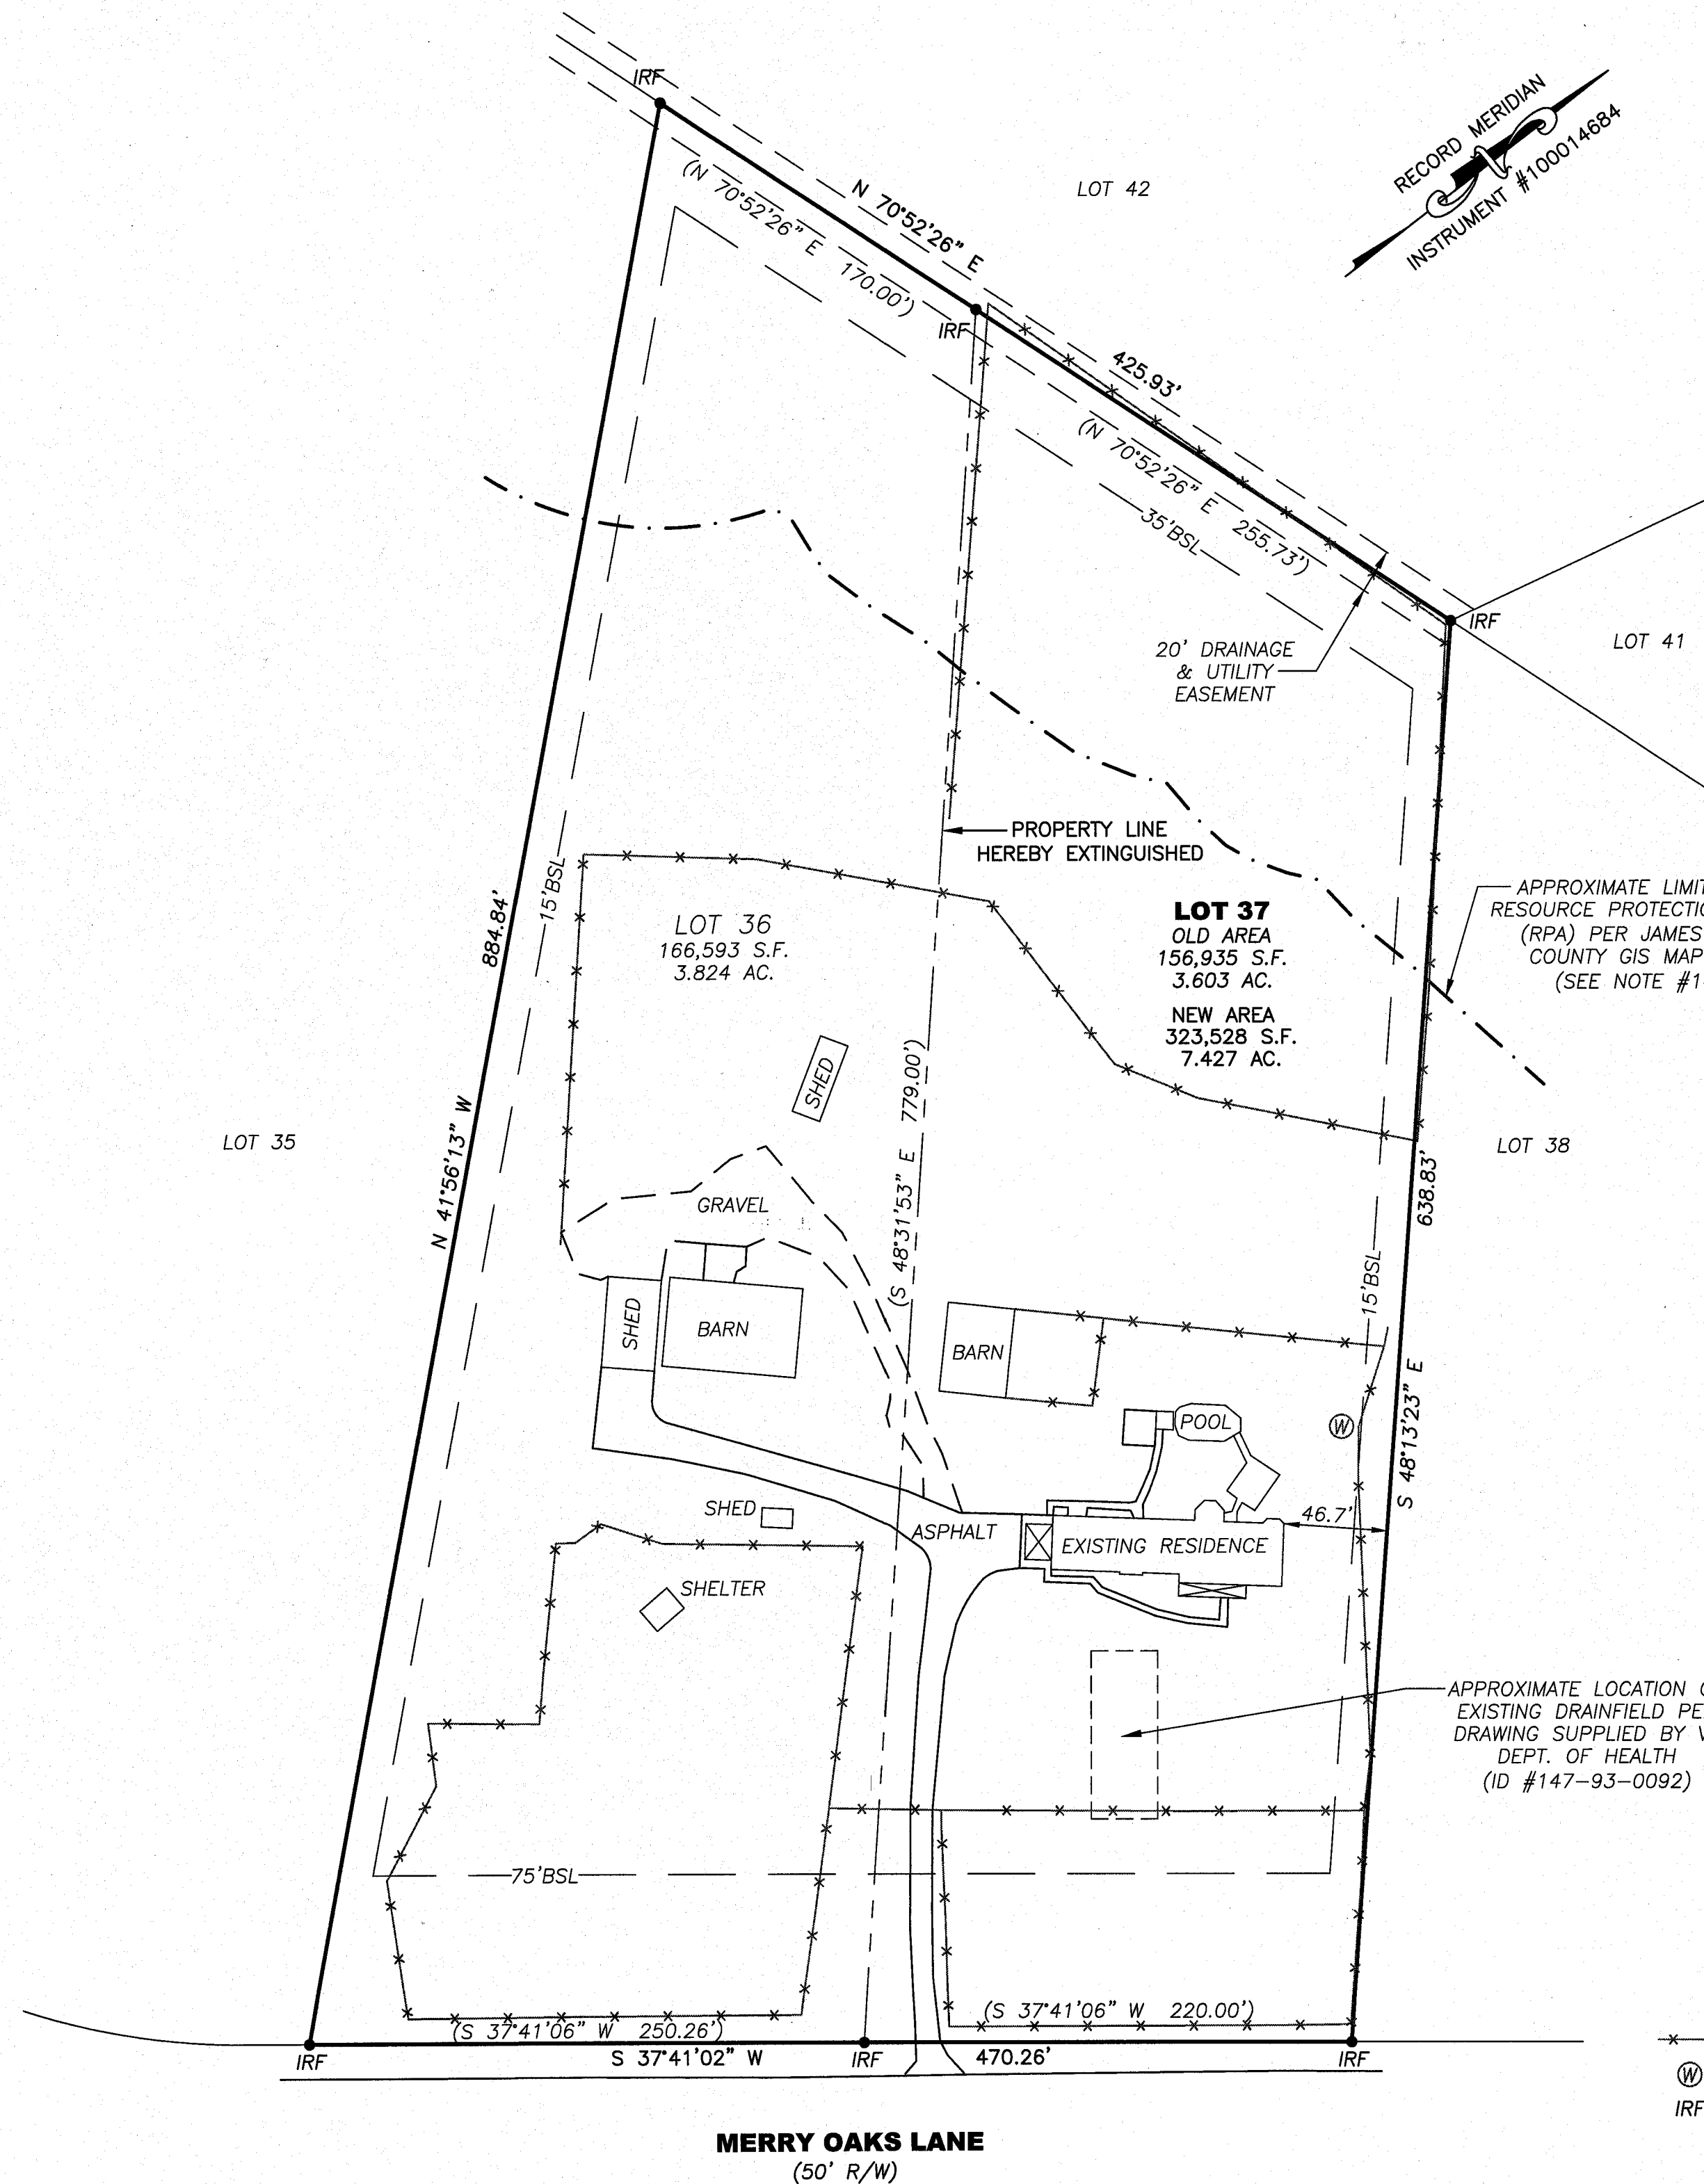 IRF
RECORD MERIDIAN
INSTRUMENT #100014684
LOT 42
N 70°52'26" E
(N 70°52'26" E 170.00')
IRF
425.93'
(N 70°52'26" E 255.73')
35'BSL
IRF
LOT 41
20' DRAINAGE
& UTILITY
EASEMENT
PROPERTY LINE
HEREBY EXTINGUISHED
15'BSL
884.84'
LOT 36
166,593 S.F.
3.824 AC.
LOT 37
OLD AREA
156,935 S.F.
3.603 AC.
NEW AREA
323,528 S.F.
7.427 AC.
APPROXIMATE LIMIT
RESOURCE PROTECTIO
(RPA) PER JAMES
COUNTY GIS MAP
(SEE NOTE #1
SHED
(S 48°31'53" E 779.00')
N 41°56'13" W
LOT 35
LOT 38
638.83'
GRAVEL
15'BSL
SHED
BARN
BARN
S 48°13'23" E
POOL
W
SHED
ASPHALT
EXISTING RESIDENCE
46.7'
SHELTER
APPROXIMATE LOCATION
EXISTING DRAINFIELD PE
DRAWING SUPPLIED BY
DEPT. OF HEALTH
(ID #147-93-0092)
75'BSL
(S 37°41'06" W 250.26')
(S 37°41'06" W 220.00')
IRF
S 37°41'02" W
IRF
470.26'
IRF
W
IRF
MERRY OAKS LANE
(50' R/W)